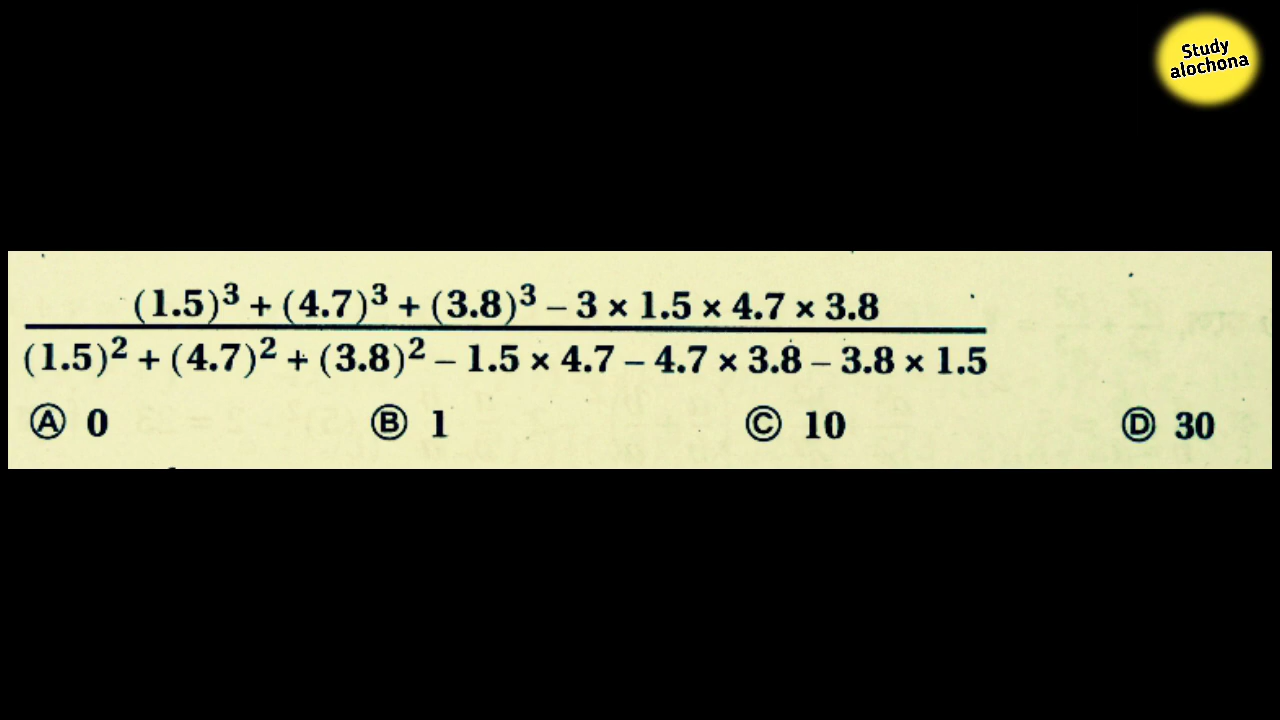 Study
alochona
(1.5)³ + (4.7)³ + (3.8)³ – 3 × 1.5 × 4.7 × 3.8
(1.5)² + (4.7)² + (3.8)² – 1.5 × 4.7 – 4.7 × 3.8 – 3.8 × 1.5
Ⓐ 0 Ⓑ 1 Ⓒ 10 Ⓓ 30